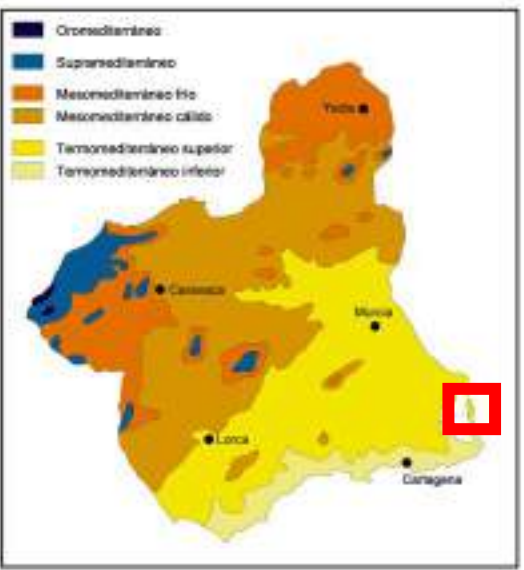 Oromediterráneo
Supramediterráneo
Mesomediterráneo frío
Mesomediterráneo cálido
Termomediterráneo superior
Termomediterráneo inferior
Yecla
Caravaca
Murcia
Lorca
Cartagena